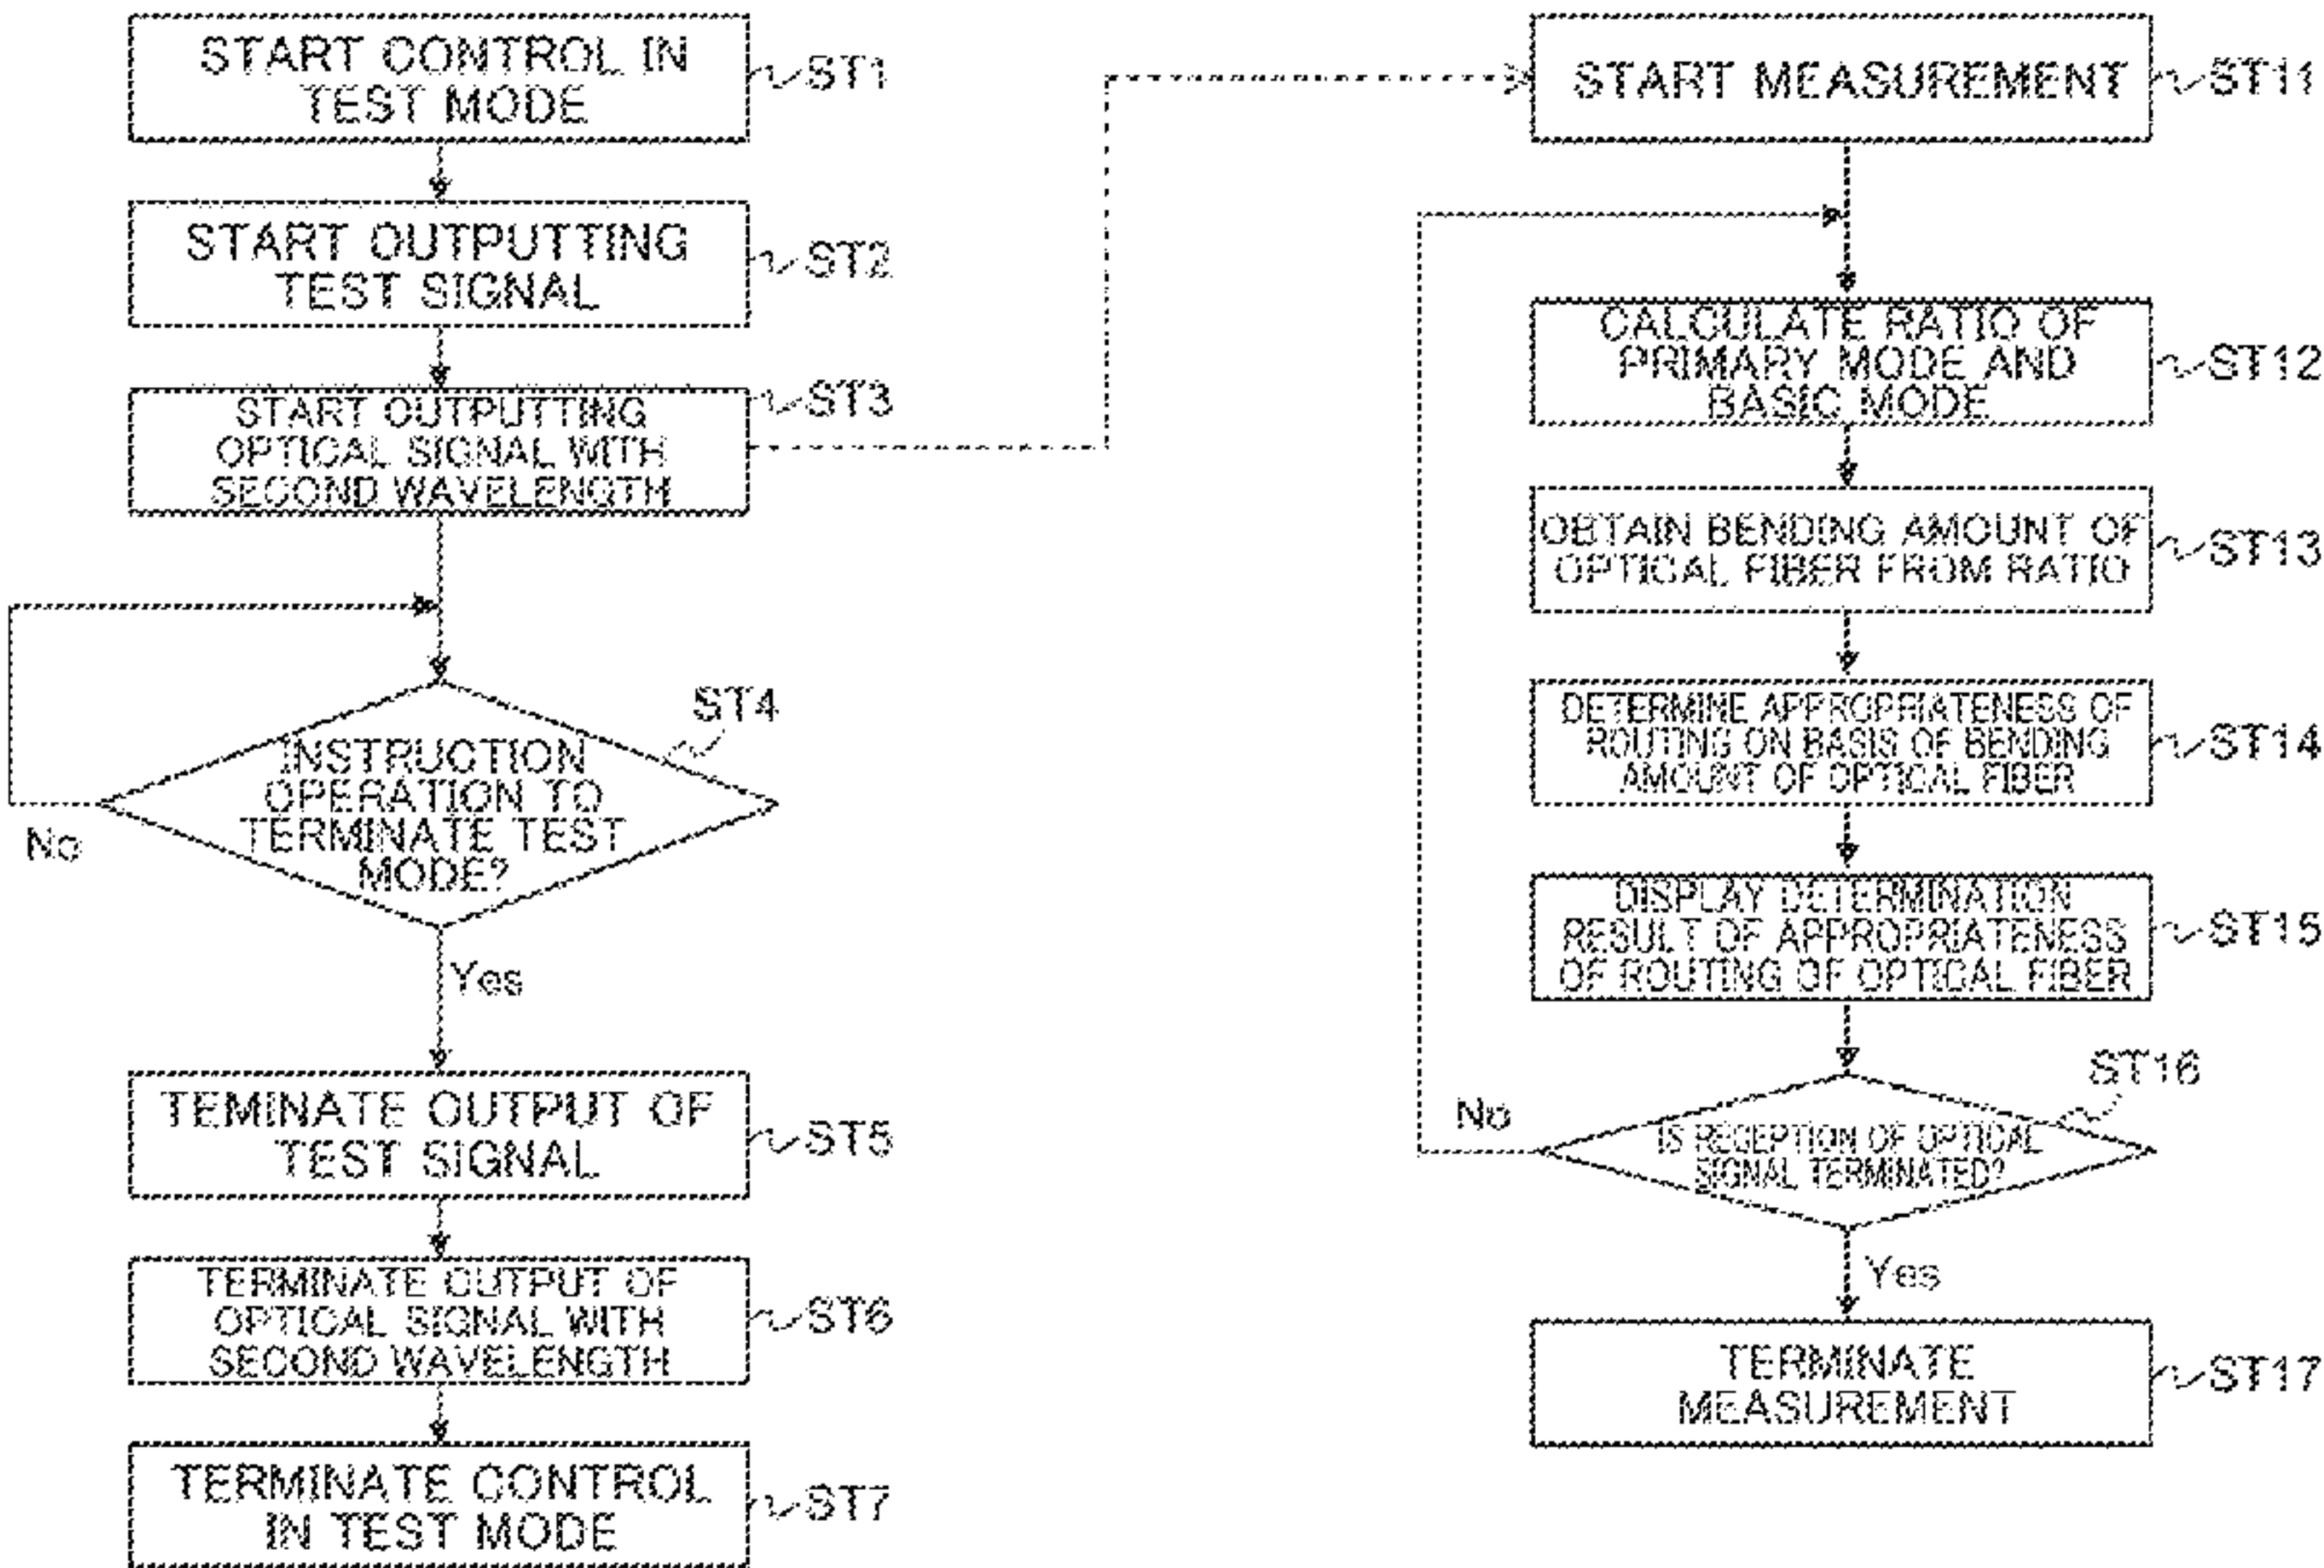 START CONTROL IN
TEST MODE
ST1
START OUTPUTTING
TEST SIGNAL
ST2
START OUTPUTTING
OPTICAL SIGNAL WITH
SECOND WAVELENGTH
ST3
INSTRUCTION
OPERATION TO
TERMINATE TEST
MODE?
ST4
No
Yes
TEMINATE OUTPUT OF
TEST SIGNAL
ST5
TERMINATE OUTPUT OF
OPTICAL SIGNAL WITH
SECOND WAVELENGTH
ST6
TERMINATE CONTROL
IN TEST MODE
ST7
START MEASUREMENT
ST11
CALCULATE RATIO OF
PRIMARY MODE AND
BASIC MODE
ST12
OBTAIN BENDING AMOUNT OF
OPTICAL FIBER FROM RATIO
ST13
DETERMINE APPROPRIATENESS OF
ROUTING ON BASIS OF BENDING
AMOUNT OF OPTICAL FIBER
ST14
DISPLAY DETERMINATION
RESULT OF APPROPRIATENESS
OF ROUTING OF OPTICAL FIBER
ST15
IS RECEPTION OF OPTICAL
SIGNAL TERMINATED?
ST16
No
Yes
TERMINATE
MEASUREMENT
ST17